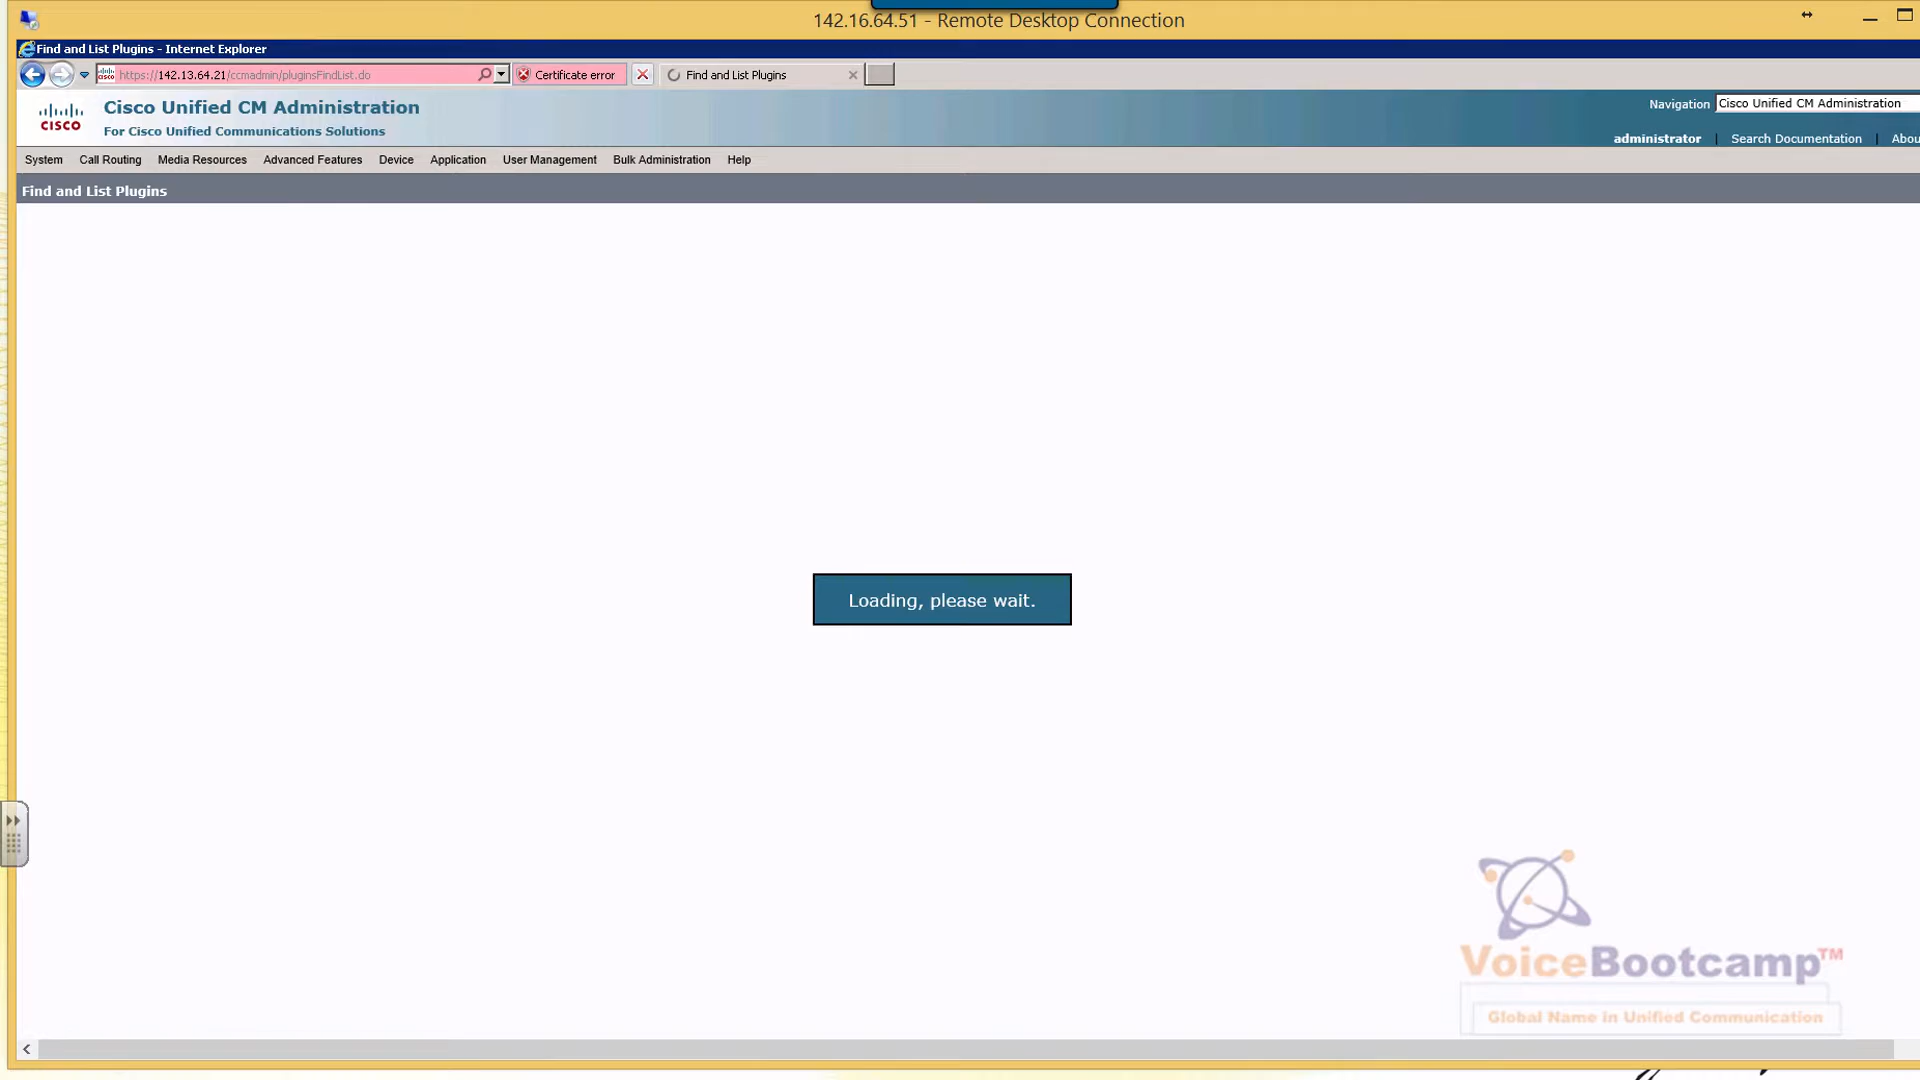 142.16.64.51 - Remote Desktop Connection
Find and List Plugins - Internet Explorer
https://142.13.64.21/ccmadmin/pluginsFindList.do
Certificate error
Find and List Plugins
cisco
Cisco Unified CM Administration
For Cisco Unified Communications Solutions
Navigation
Cisco Unified CM Administration
administrator | Search Documentation | Abou
System
Call Routing
Media Resources
Advanced Features
Device
Application
User Management
Bulk Administration
Help
Find and List Plugins
Loading, please wait.
VoiceBootcamp™
Global Name in Unified Communication